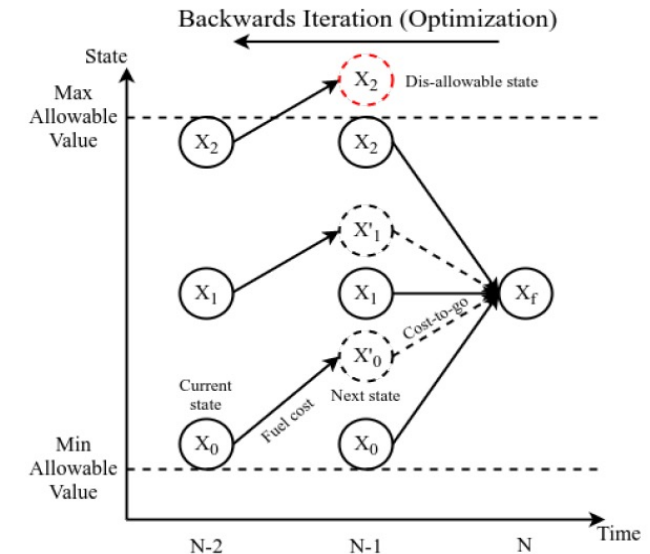 Backwards Iteration (Optimization)
State
X₂
Dis-allowable state
Max
Allowable
Value
X₂
X₂
X'₁
X₁
X₁
X_f
Cost-to-go
X'₀
Current
state
Next state
Fuel cost
X₀
X₀
Min
Allowable
Value
Time
N-2
N-1
N